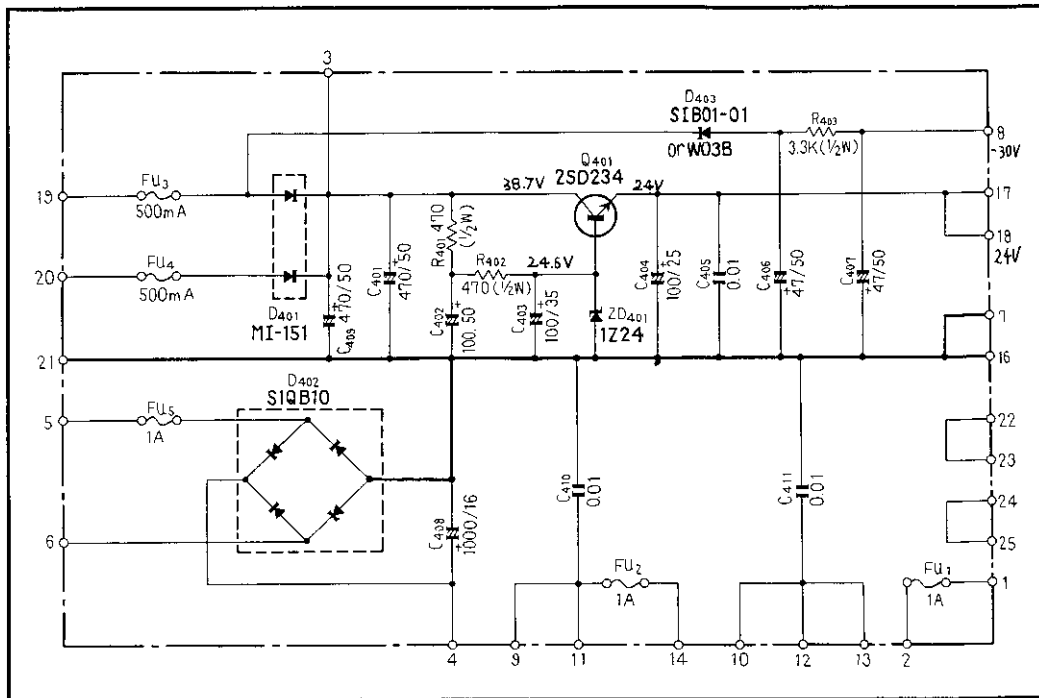 3
D403
SIB01-01
or W03B
R403
3.3K (½W)
8
-30V
19
Fu3
500mA
38.7V
Q401
2SD234
24V
17
18
24V
20
Fu4
500mA
D401
MI-151
C409
470/50
C401
470/50
R401 470
(½W)
R402
470 (½W)
24.6V
C402
100.50
C403
100/35
ZD401
1Z24
C404
100/25
C405
0.01
C406
47/50
C407
47/50
7
16
21
D402
S1QB10
5
Fu5
1A
6
C408
1000/16
C410
0.01
C411
0.01
22
23
24
25
Fu2
1A
Fu1
1A
1
4
9
11
14
10
12
13
2